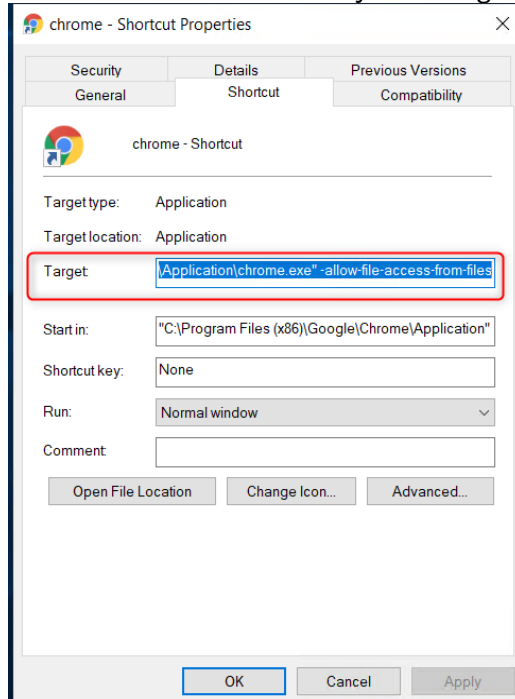 chrome - Shortcut Properties
Security Details Previous Versions
General Shortcut Compatibility
chrome - Shortcut
Target type: Application
Target location: Application
Target: \Application\chrome.exe" -allow-file-access-from-files
Start in: "C:\Program Files (x86)\Google\Chrome\Application"
Shortcut key: None
Run: Normal window
Comment:
Open File Location Change Icon... Advanced...
OK Cancel Apply